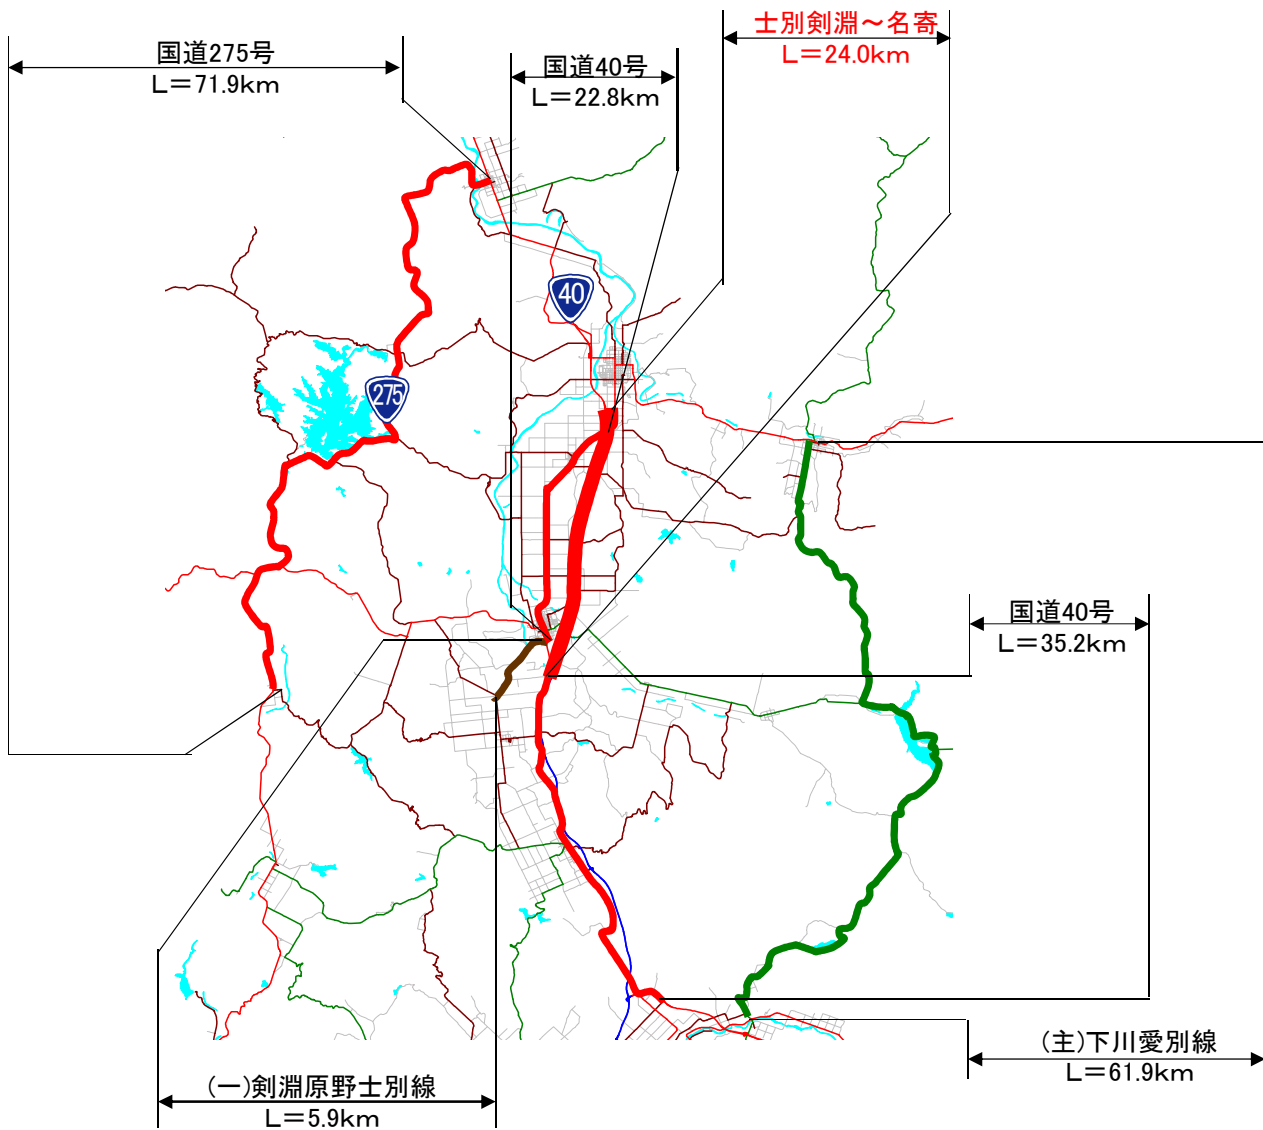 国道275号
L=71.9km
国道40号
L=22.8km
士別剣淵～名寄
L=24.0km
40
275
国道40号
L=35.2km
(主)下川愛別線
L=61.9km
(一)剣淵原野士別線
L=5.9km